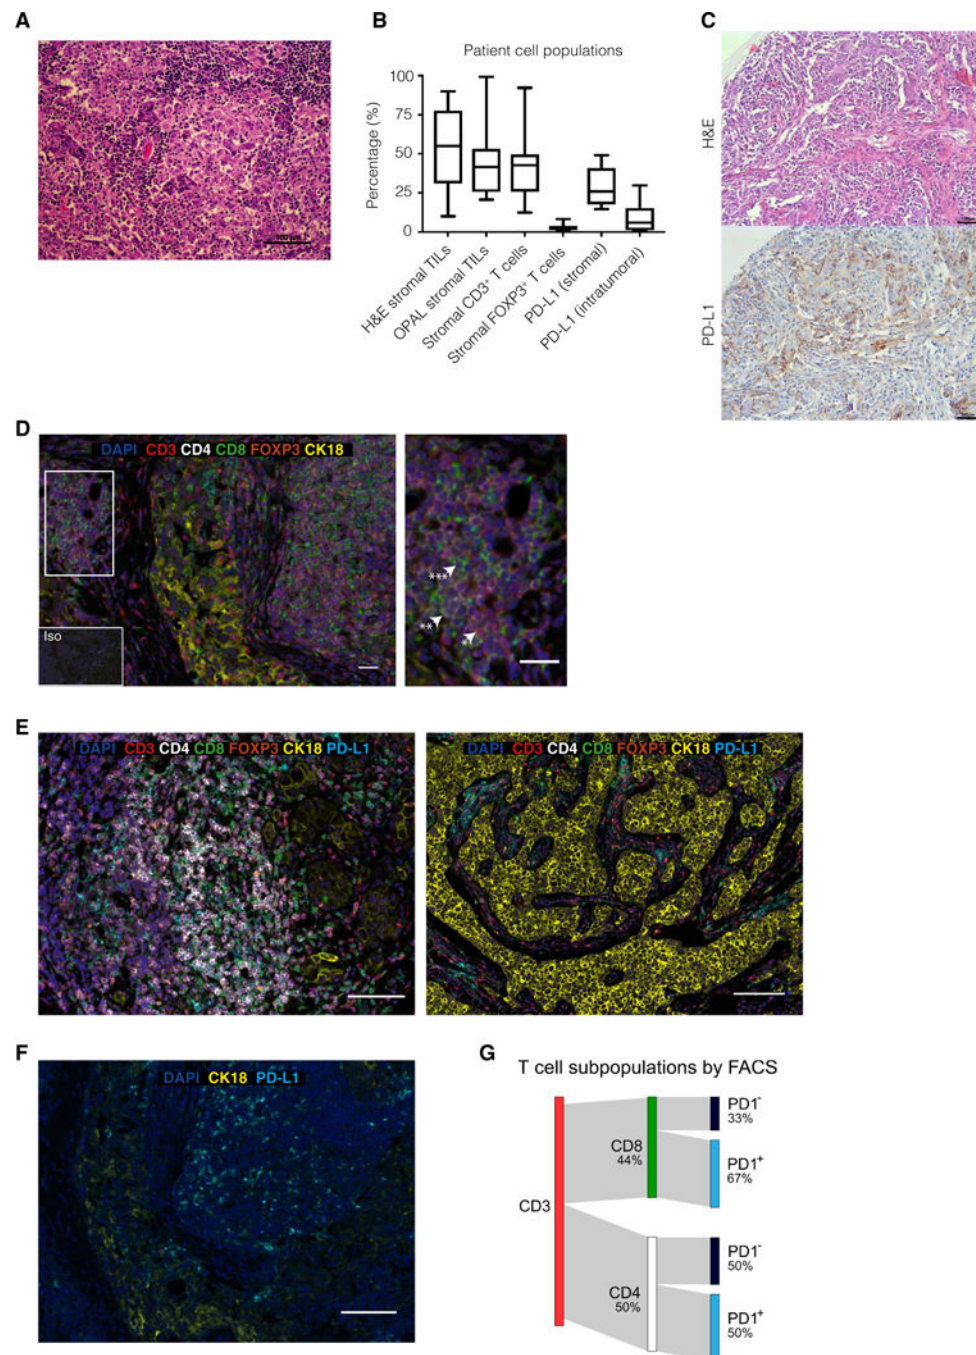 A
100 µm
B
Patient cell populations
Percentage (%)
100
75
50
25
0
H&E stromal TILs
OPAL stromal TILs
Stromal CD3⁺ T cells
Stromal FOXP3⁺ T cells
PD-L1 (stromal)
PD-L1 (intratumoral)
C
H&E
PD-L1
D
DAPI CD3 CD4 CD8 FOXP3 CK18
Iso
***
**
*
E
DAPI CD3 CD4 CD8 FOXP3 CK18 PD-L1
DAPI CD3 CD4 CD8 FOXP3 CK18 PD-L1
F
DAPI CK18 PD-L1
G
T cell subpopulations by FACS
CD3
CD8
44%
PD1⁻
33%
PD1⁺
67%
CD4
50%
PD1⁻
50%
PD1⁺
50%